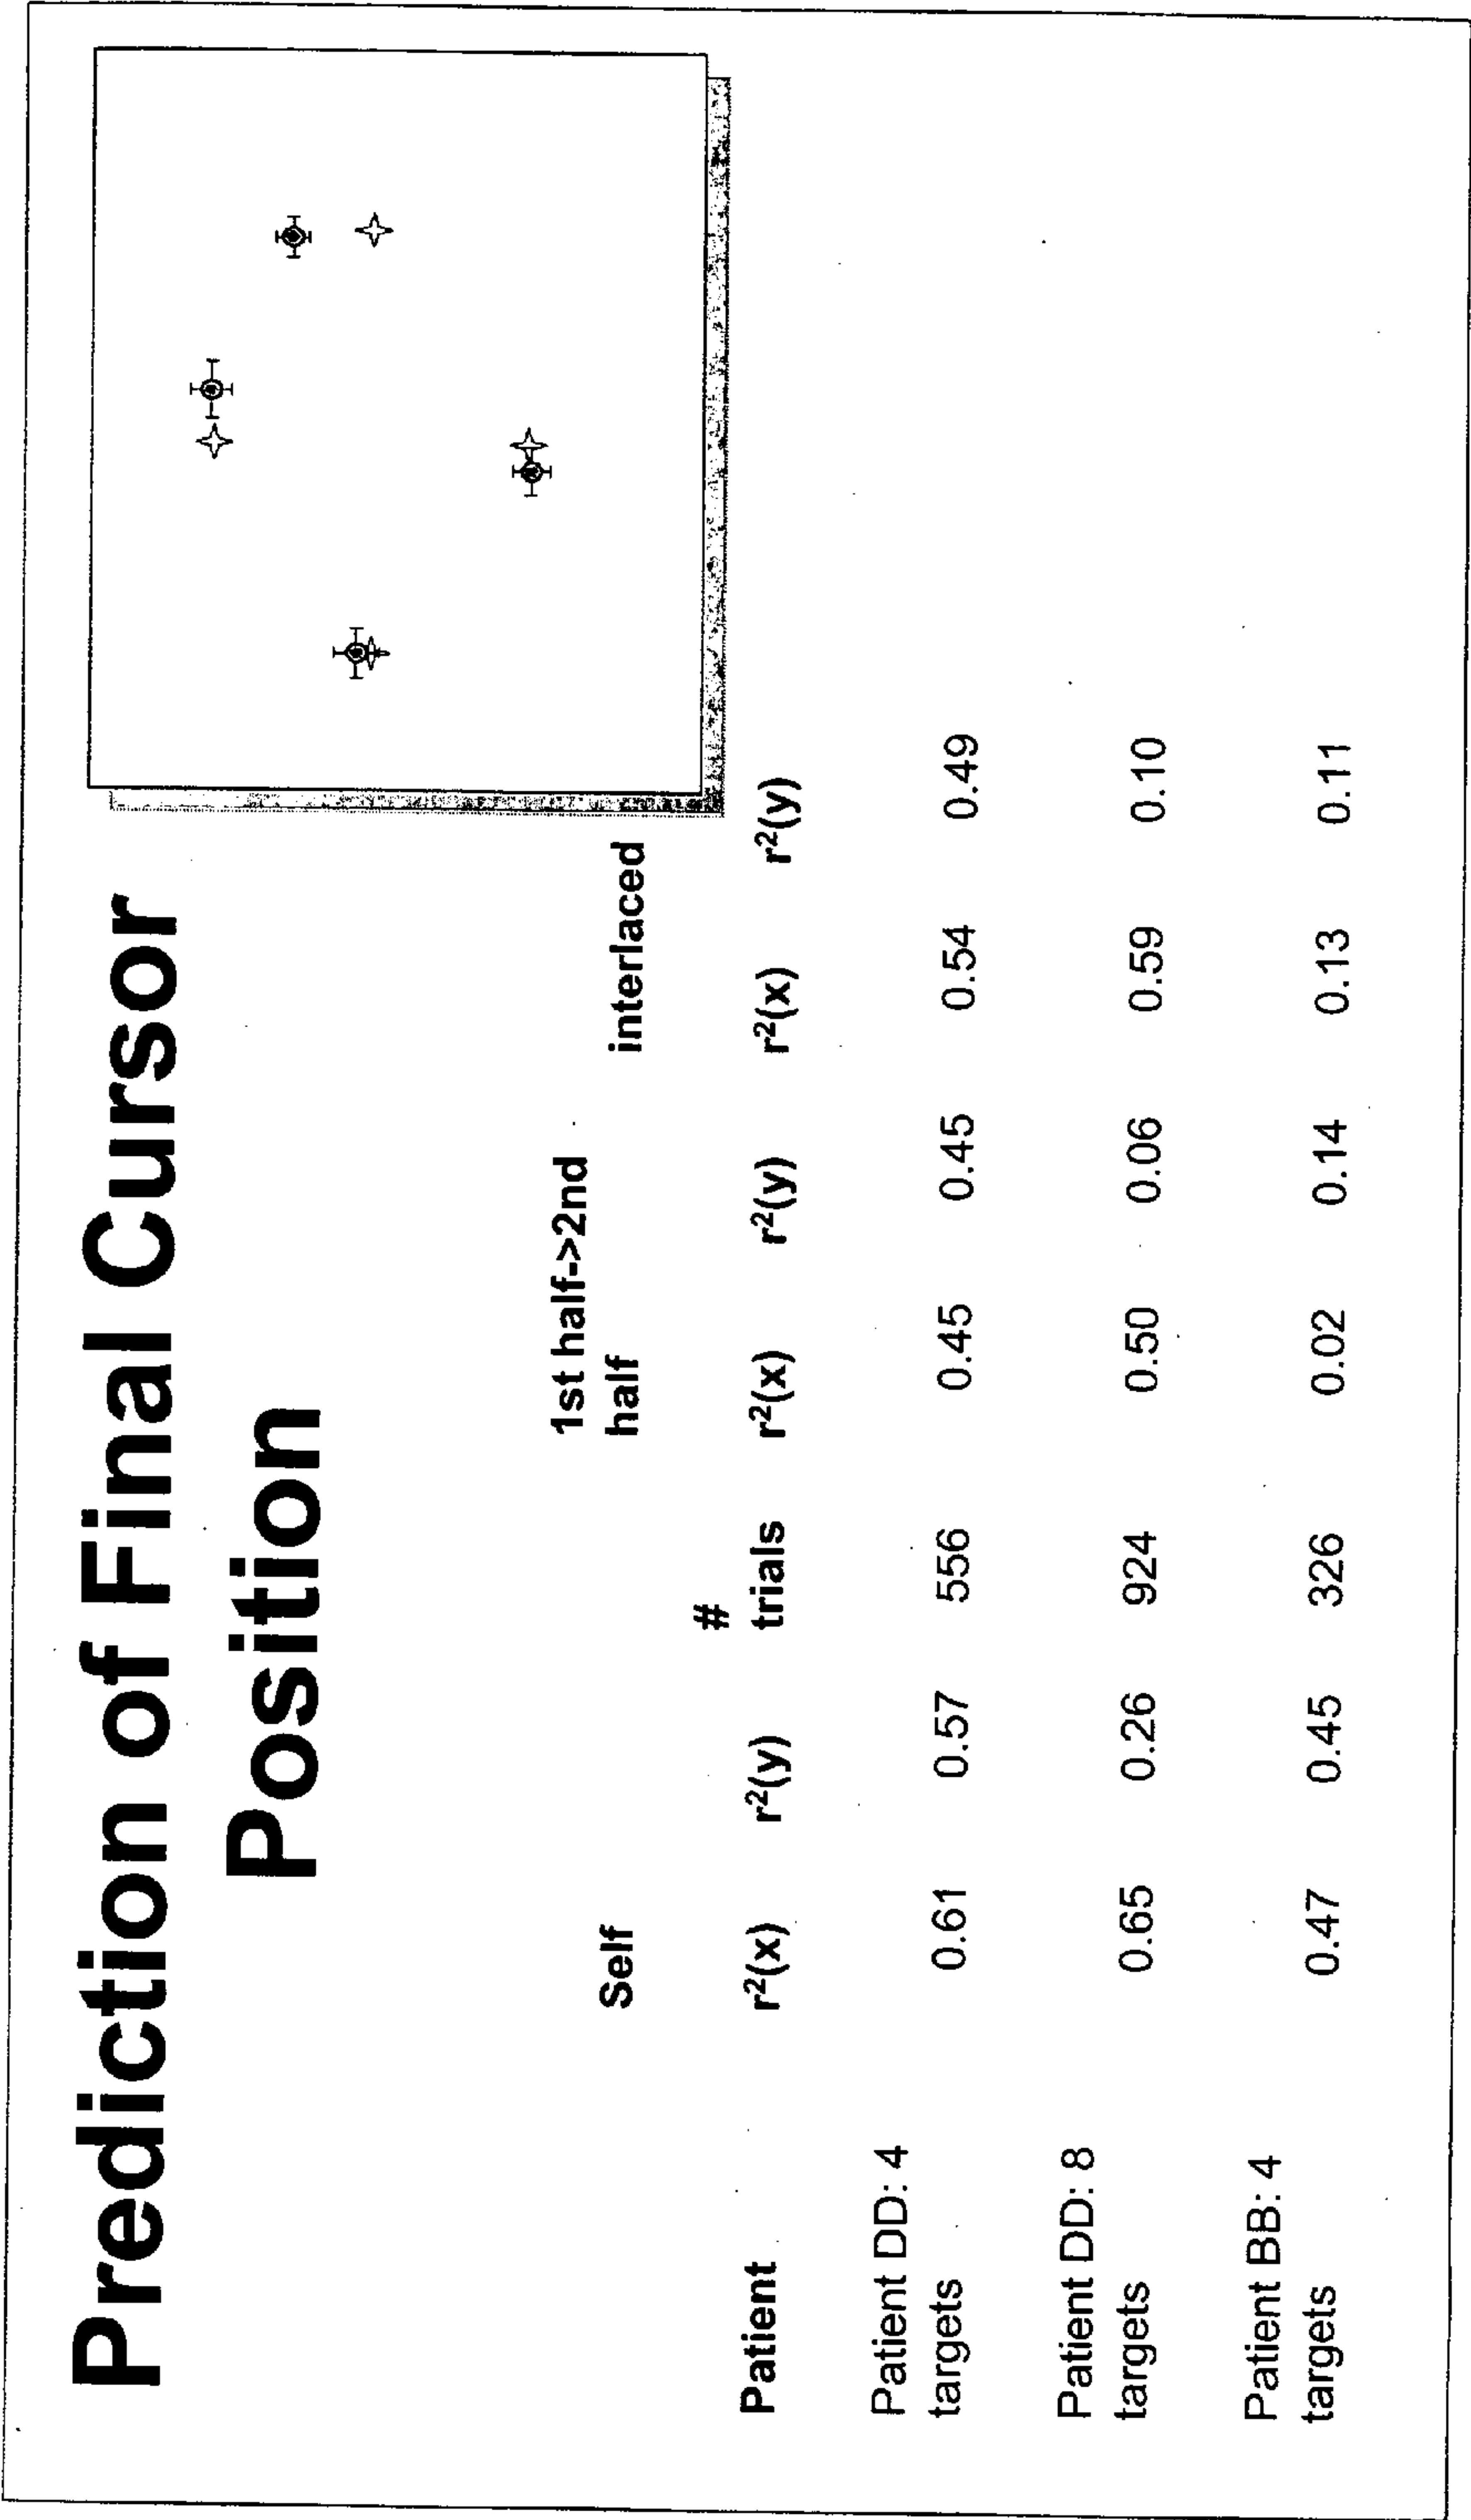 Prediction of Final Cursor
Position
1st half->2nd
Self half interlaced
#
Patient r²(x) r²(y) trials r²(x) r²(y) r²(x) r²(y)
Patient DD: 4
targets 0.61 0.57 556 0.45 0.45 0.54 0.49
Patient DD: 8
targets 0.65 0.26 924 0.50 0.06 0.59 0.10
Patient BB: 4
targets 0.47 0.45 326 0.02 0.14 0.13 0.11